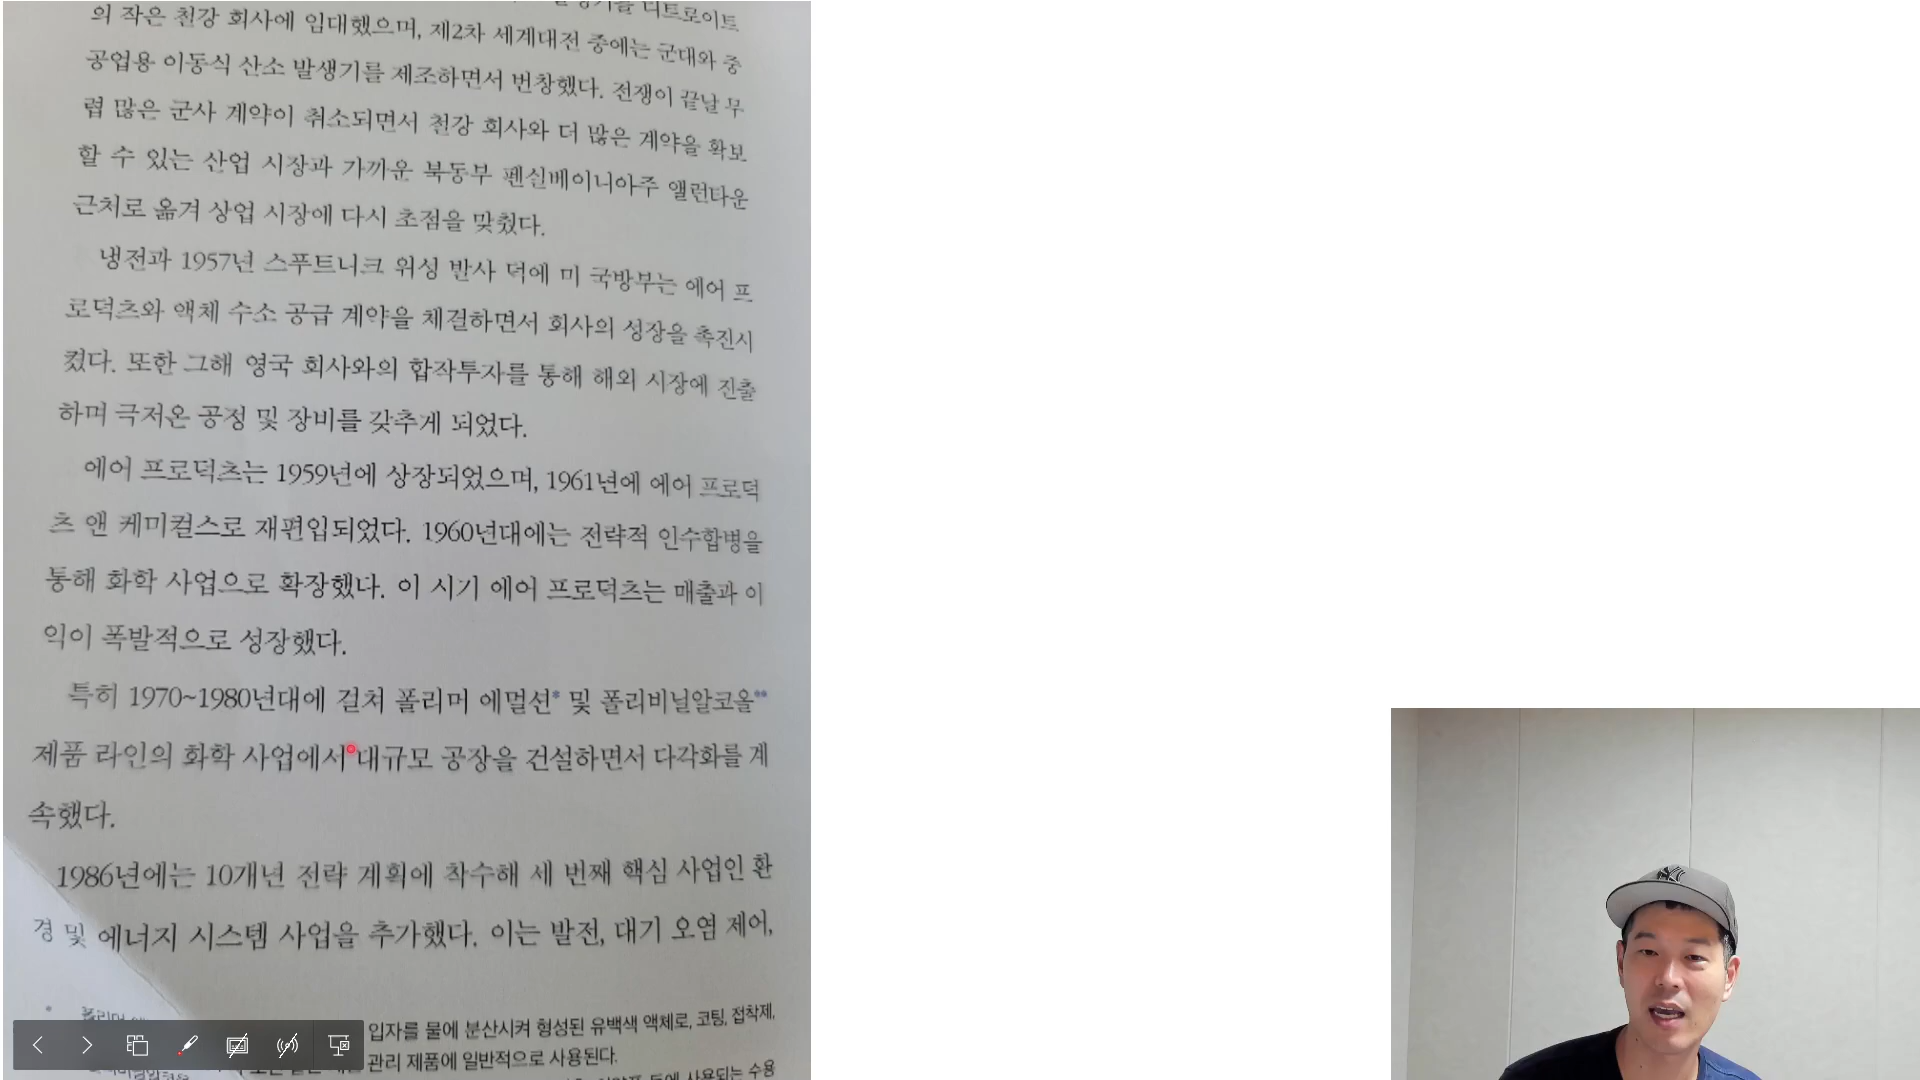 디트로이트
의 작은 천강 회사에 임대했으며, 제2차 세계대전 중에는 군대와 중
공업용 이동식 산소 발생기를 제조하면서 번창했다. 전쟁이 끝날 무
렵 많은 군사 계약이 취소되면서 천강 회사와 더 많은 계약을 확보
할 수 있는 산업 시장과 가까운 북동부 펜실베이니아주 앨런타운
근처로 옮겨 상업 시장에 다시 초점을 맞췄다.
냉전과 1957년 스푸트니크 위성 발사 덕에 미 국방부는 에어 프
로덕츠와 액체 수소 공급 계약을 체결하면서 회사의 성장을 촉진시
켰다. 또한 그해 영국 회사와의 합작투자를 통해 해외 시장에 진출
하며 극저온 공정 및 장비를 갖추게 되었다.
에어 프로덕츠는 1959년에 상장되었으며, 1961년에 에어 프로덕
츠 앤 케미컬스로 재편입되었다. 1960년대에는 전략적 인수합병을
통해 화학 사업으로 확장했다. 이 시기 에어 프로덕츠는 매출과 이
익이 폭발적으로 성장했다.
특히 1970~1980년대에 걸쳐 폴리머 에멀션* 및 폴리비닐알코올**
제품 라인의 화학 사업에서 대규모 공장을 건설하면서 다각화를 계
속했다.
1986년에는 10개년 전략 계획에 착수해 세 번째 핵심 사업인 환
경 및 에너지 시스템 사업을 추가했다. 이는 발전, 대기 오염 제어,
* 폴리머 입자를 물에 분산시켜 형성된 유백색 액체로, 코팅, 접착제,
관리 제품에 일반적으로 사용된다.
사용되는 수용